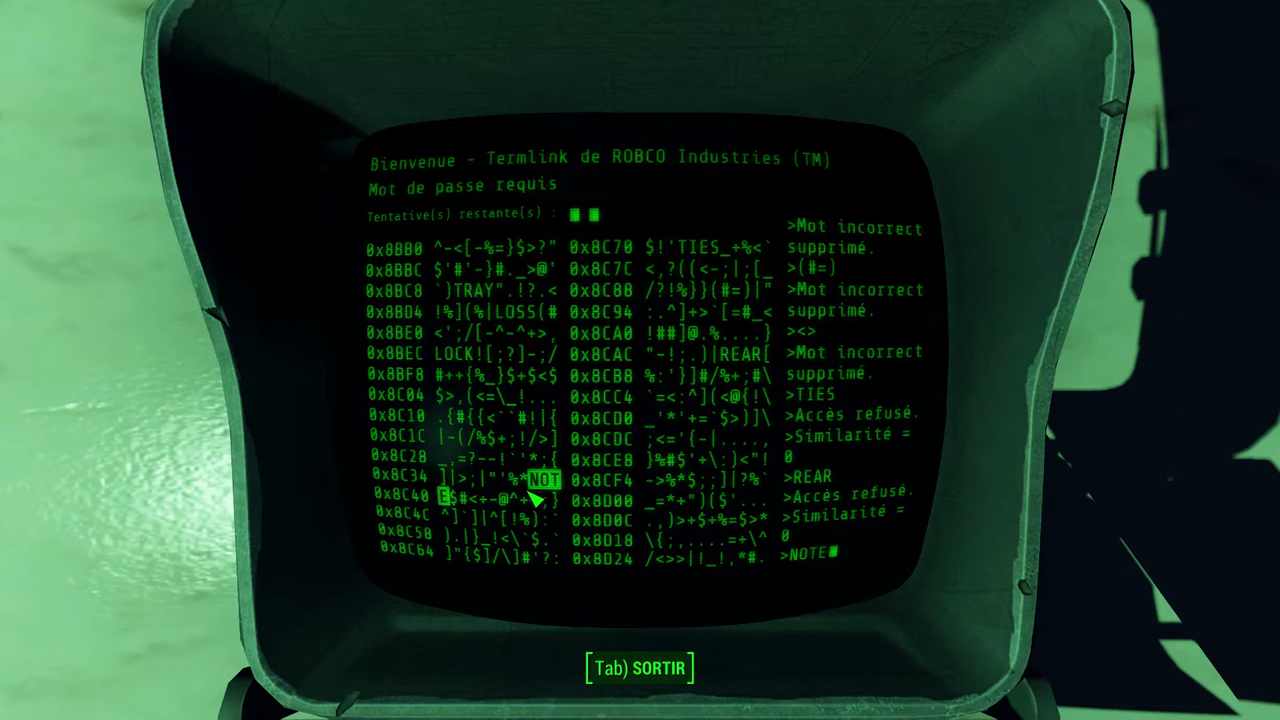 Bienvenue - Termlink de ROBCO Industries (TM)
Mot de passe requis
Tentative(s) restante(s) : ■ ■
0x8BB0 ^-<[-%=}$>?"
0x8BBC $'#'-}#._>@'
0x8BC8 `)TRAY".!?.<
0x8BD4 !%](%|LOSS(#
0x8BE0 <';/[-^-^+>,
0x8BEC LOCK![;?]-;/
0x8BF8 #++{%_}$+$<$
0x8C04 $>,(<=\_!...
0x8C10 .{#{{<``#!|{
0x8C1C |-(/%$+;!/>]
0x8C28 _,=?--!`'*;{
0x8C34 ]|>;|"'%*NOT
0x8C40 E$#<+-@^+
0x8C4C ^]`]|^[!%):`
0x8C58 ).|}_!<\`$.`
0x8C64 ]"{$]/\]#'?:
0x8C70 $!'TIES_+%<`
0x8C7C <,?((<-;|;[_
0x8C88 /?!%}}(#=)|"
0x8C94 :.^]+>`[=#_<
0x8CA0 !##]@.%....}
0x8CAC "-!;.)|REAR[
0x8CB8 %:'}]#/%+;#\
0x8CC4 `=<:^](<@{!\
0x8CD0 _'*'+=`$>)]\
0x8CDC ;<='{-|....,
0x8CE8 }%#$'+\:)<"!
0x8CF4 ->%*$;;]|?%`
0x8D00 _=*+")($'...
0x8D0C .,)>+$+%=$>*
0x8D18 \{;,....=+\^
0x8D24 /<>>|!_!,*#.
>Mot incorrect
supprimé.
>(#=)
>Mot incorrect
supprimé.
><>
>Mot incorrect
supprimé.
>TIES
>Accès refusé.
>Similarité =
0
>REAR
>Accès refusé.
>Similarité =
0
>NOTE■
[Tab) SORTIR]